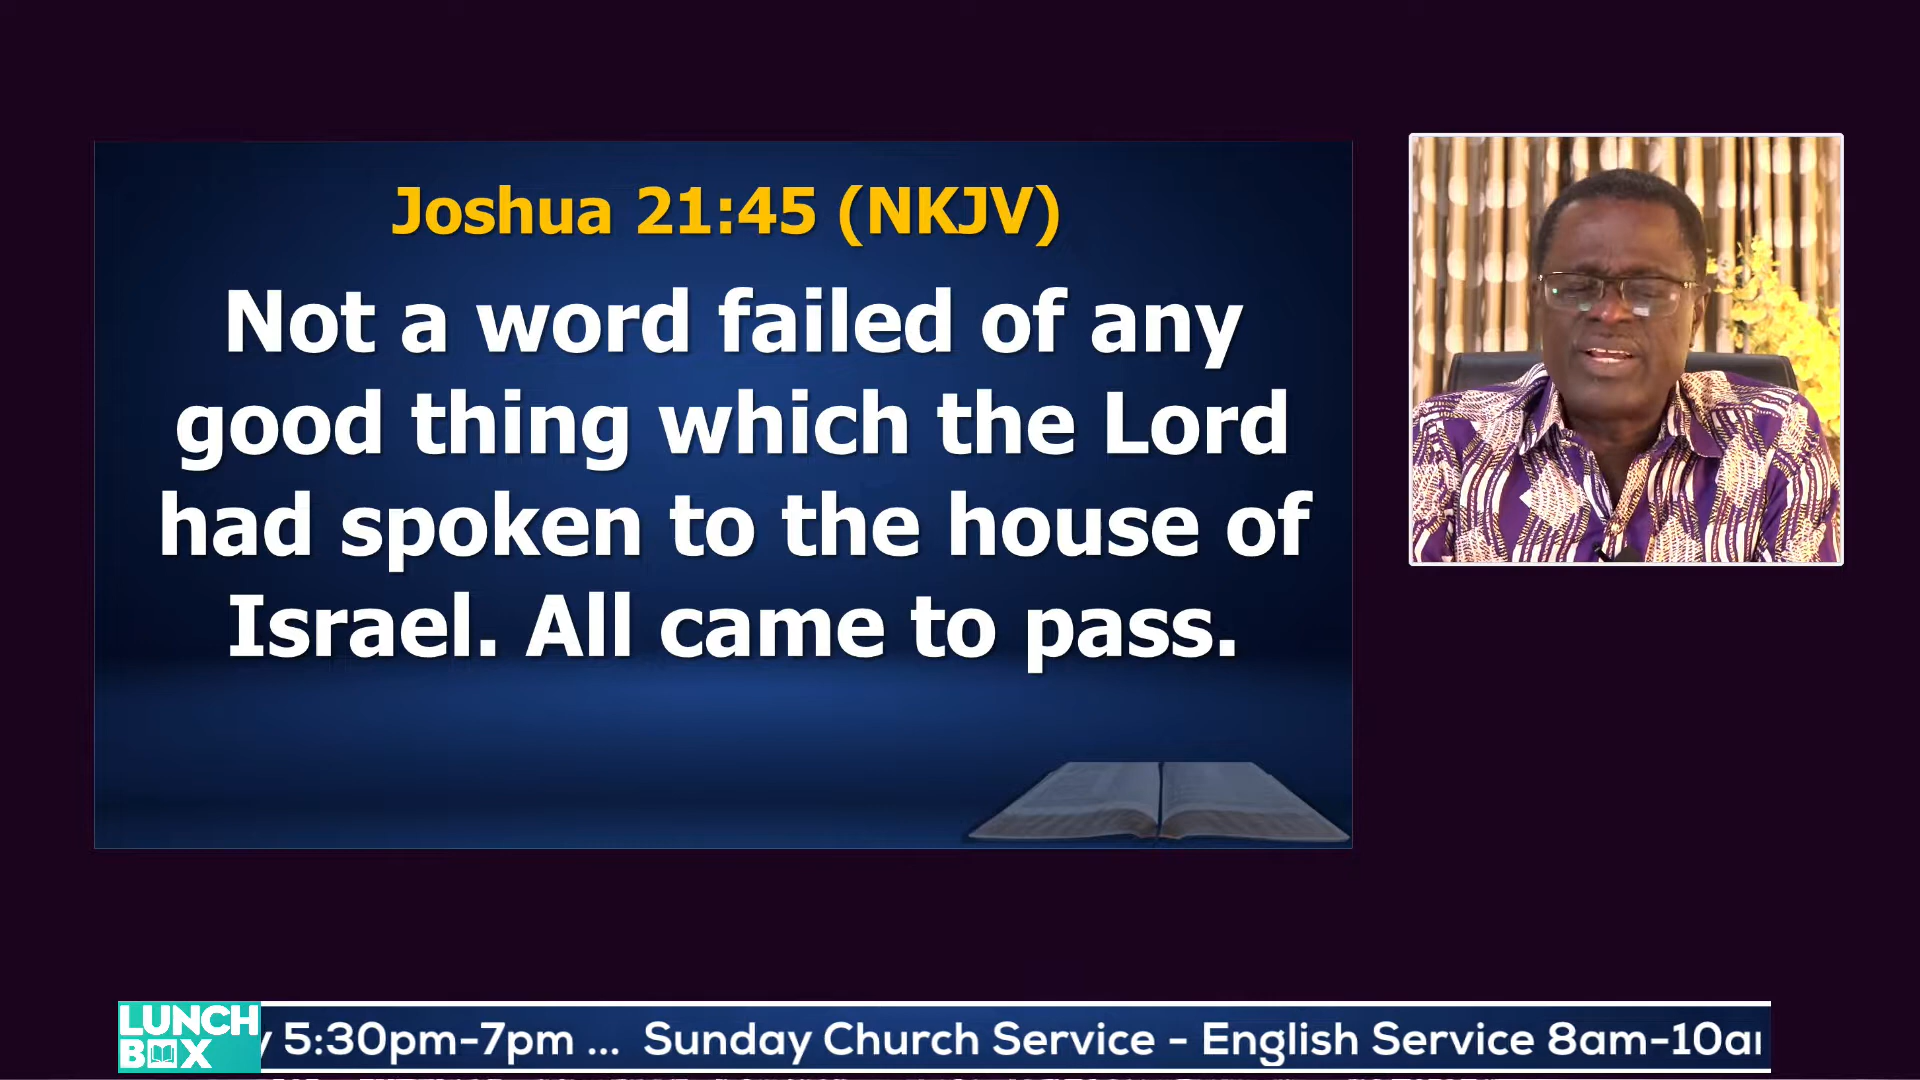 Joshua 21:45 (NKJV)
Not a word failed of any
good thing which the Lord
had spoken to the house of
Israel. All came to pass.
LUNCH
BOX
5:30pm-7pm ... Sunday Church Service - English Service 8am-10a